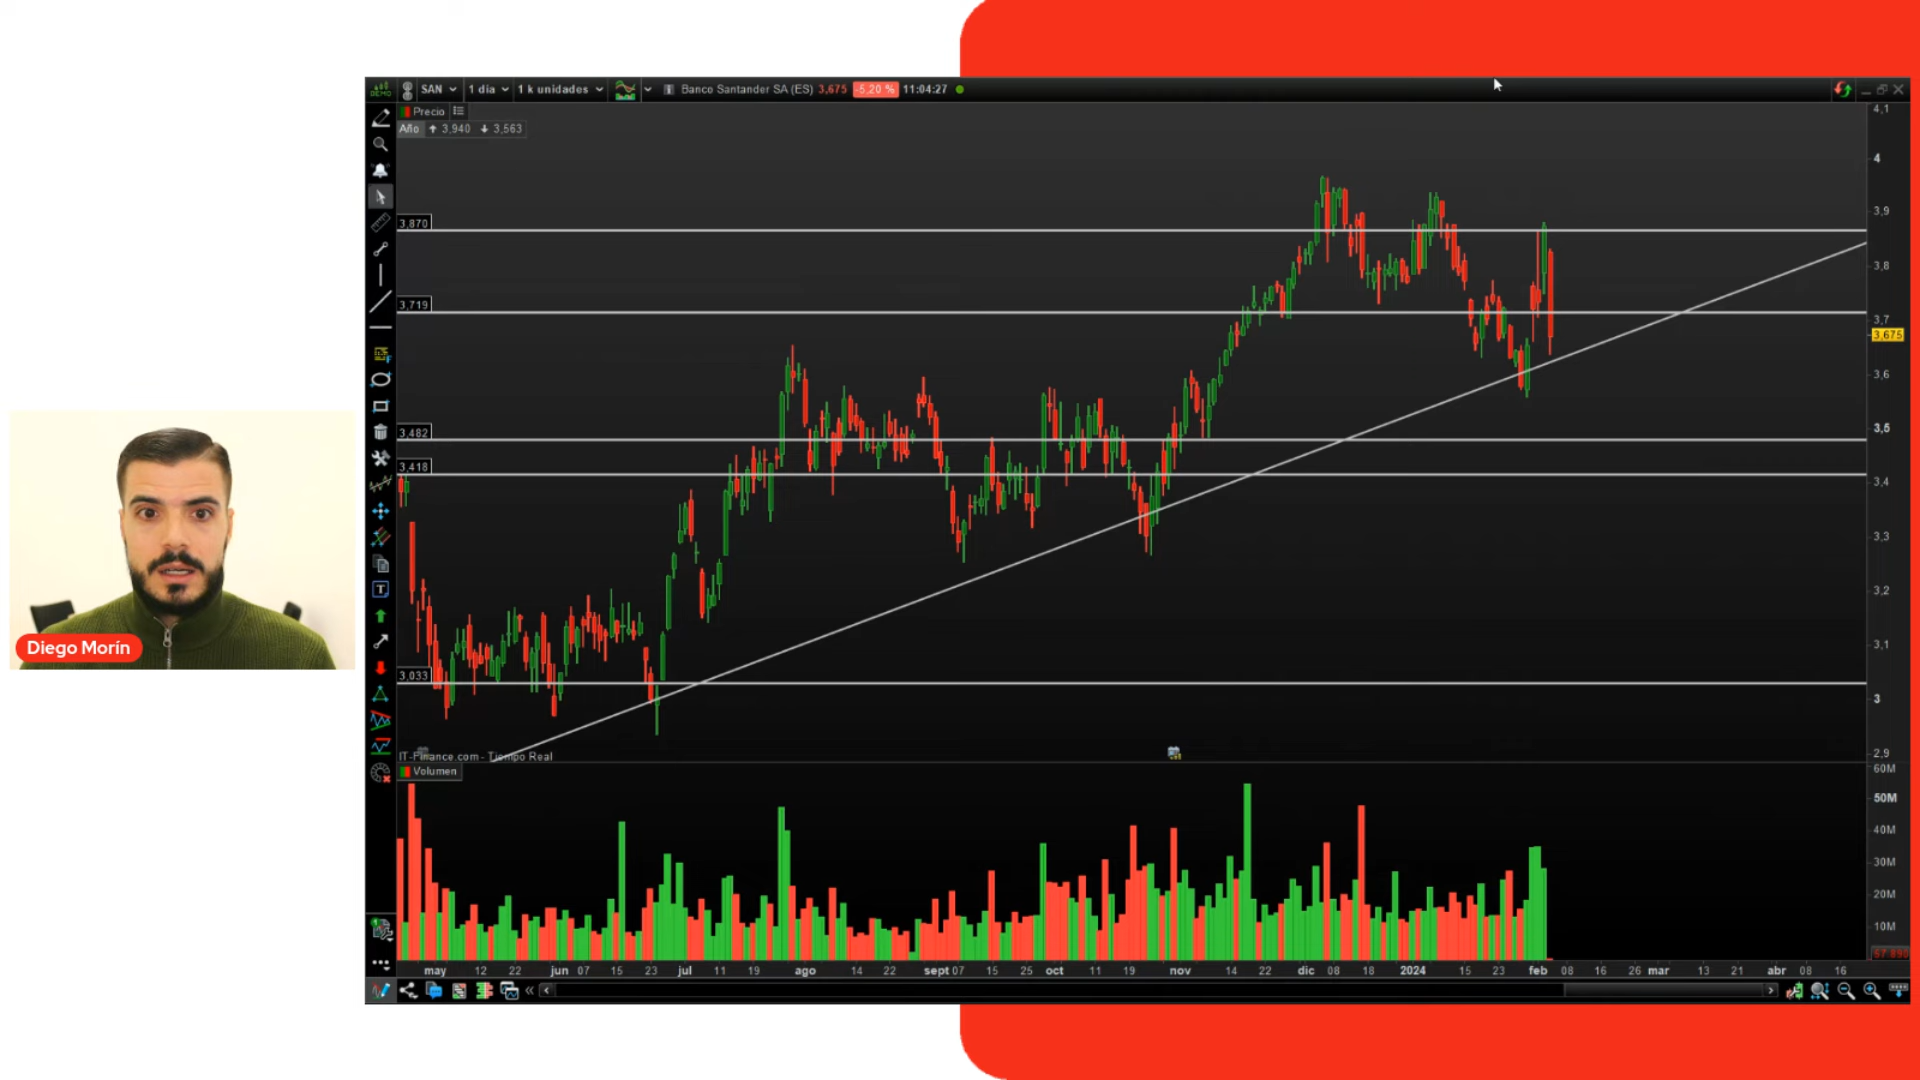 SAN 1 dia 1 k unidades Banco Santander SA (ES) 3,675 -5,20 % 11:04:27
DEMO
Precio
Año 3,940 3,563
4,1
4
3,9
3,870
3,8
3,719
3,7
3,675
3,6
3,5
3,482
3,418
3,4
3,3
3,2
3,1
3,033
3
2,9
IT-Finance.com - Tiempo Real
Volumen
60M
50M
40M
30M
20M
10M
may 12 22 jun 07 15 23 jul 11 19 ago 14 22 sept 07 15 25 oct 11 19 nov 14 22 dic 08 18 2024 15 23 feb 08 16 26 mar 13 21 abr 08 16
Diego Morín